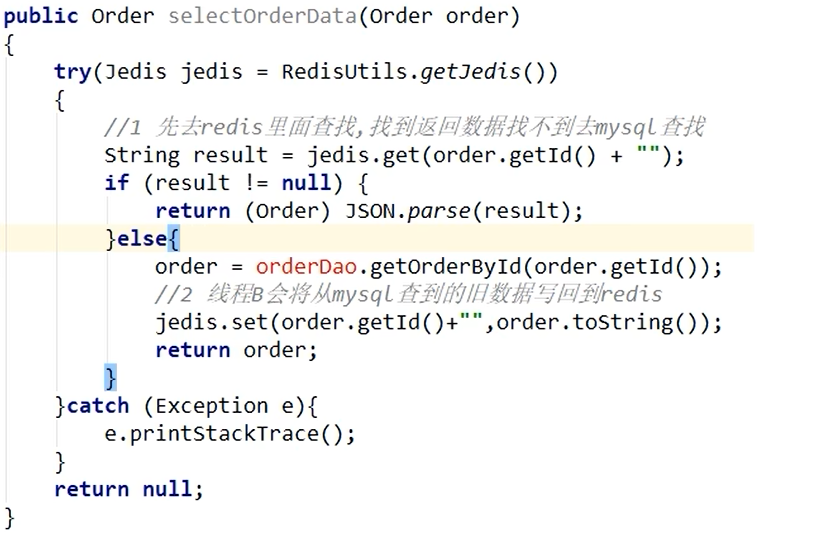 public Order selectOrderData(Order order)
{
try(Jedis jedis = RedisUtils.getJedis())
{
//1 先去redis里面查找,找到返回数据找不到去mysql查找
String result = jedis.get(order.getId() + "");
if (result != null) {
return (Order) JSON.parse(result);
}else{
order = orderDao.getOrderById(order.getId());
//2 线程B会将从mysql查到的旧数据写回到redis
jedis.set(order.getId()+"",order.toString());
return order;
}
}catch (Exception e){
e.printStackTrace();
}
return null;
}